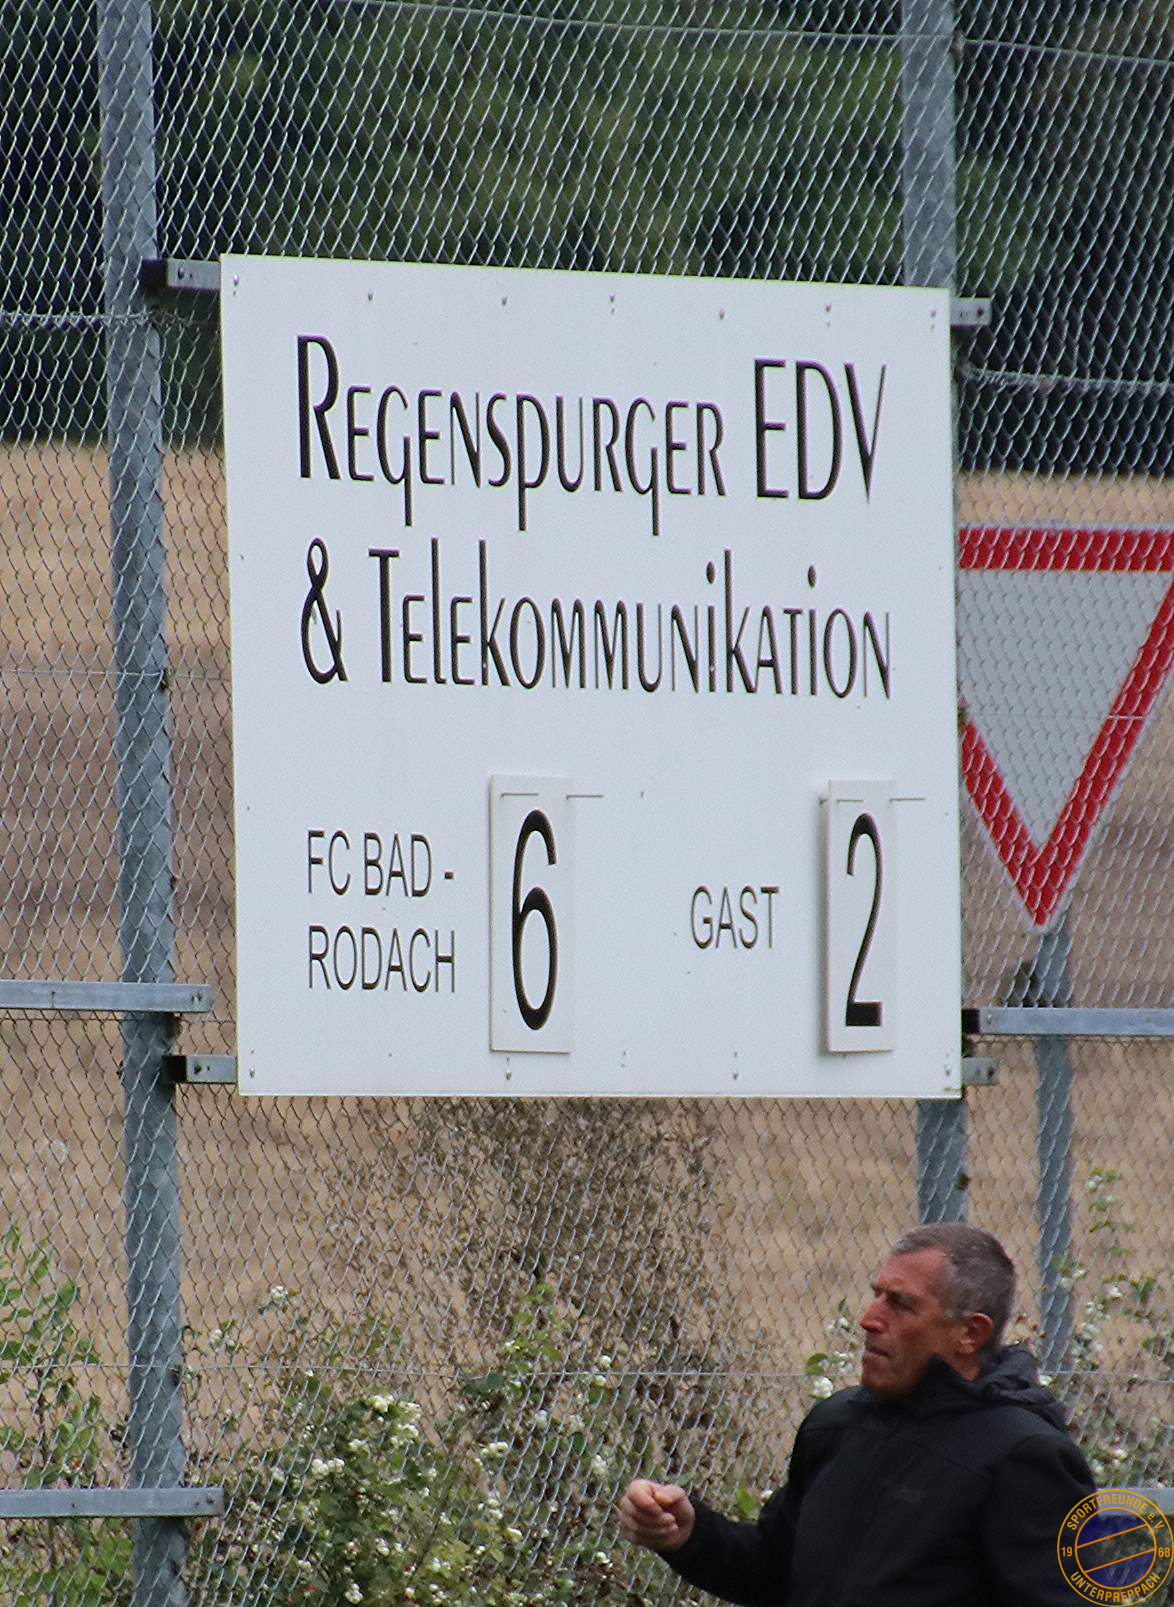 Regenspurger EDV
& Telekommunikation
FC BAD -
RODACH
6
GAST
2
SPORTFREUNDE e.V.
19 68
UNTERPREPPACH